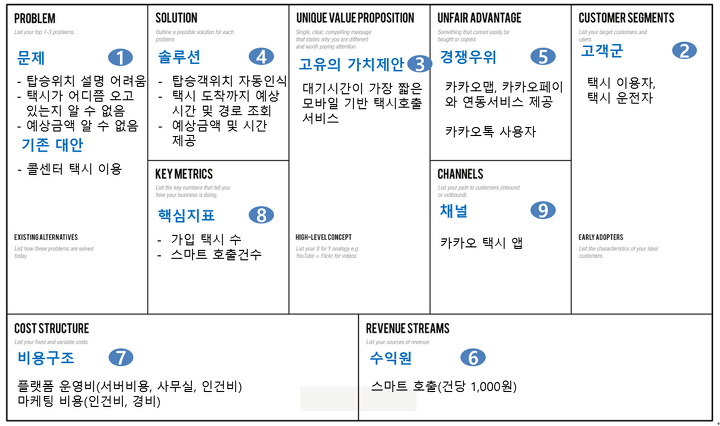 PROBLEM
List your top 1-3 problems.
문제 1
- 탑승위치 설명 어려움
- 택시가 어디쯤 오고
있는지 알 수 없음
- 예상금액 알 수 없음
기존 대안
- 콜센터 택시 이용
EXISTING ALTERNATIVES
List how these problems are solved
today.
SOLUTION
Outline a possible solution for each
problem.
솔루션 4
- 탑승객위치 자동인식
- 택시 도착까지 예상
시간 및 경로 조회
- 예상금액 및 시간
제공
KEY METRICS
List the key numbers that tell you
how your business is doing.
핵심지표 8
- 가입 택시 수
- 스마트 호출건수
UNIQUE VALUE PROPOSITION
Single, clear, compelling message
that states why you are different
and worth paying attention.
고유의 가치제안 3
대기시간이 가장 짧은
모바일 기반 택시호출
서비스
HIGH-LEVEL CONCEPT
List your X for Y analogy e.g.
YouTube = Flickr for videos.
UNFAIR ADVANTAGE
Something that cannot easily be
bought or copied.
경쟁우위 5
카카오맵, 카카오페이
와 연동서비스 제공
카카오톡 사용자
CHANNELS
List your path to customers (inbound
or outbound).
채널 9
카카오 택시 앱
CUSTOMER SEGMENTS
List your target customers and
users.
고객군 2
택시 이용자,
택시 운전자
EARLY ADOPTERS
List the characteristics of your ideal
customers.
COST STRUCTURE
List your fixed and variable costs.
비용구조 7
플랫폼 운영비(서버비용, 사무실, 인건비)
마케팅 비용(인건비, 경비)
REVENUE STREAMS
List your sources of revenue.
수익원 6
스마트 호출(건당 1,000원)